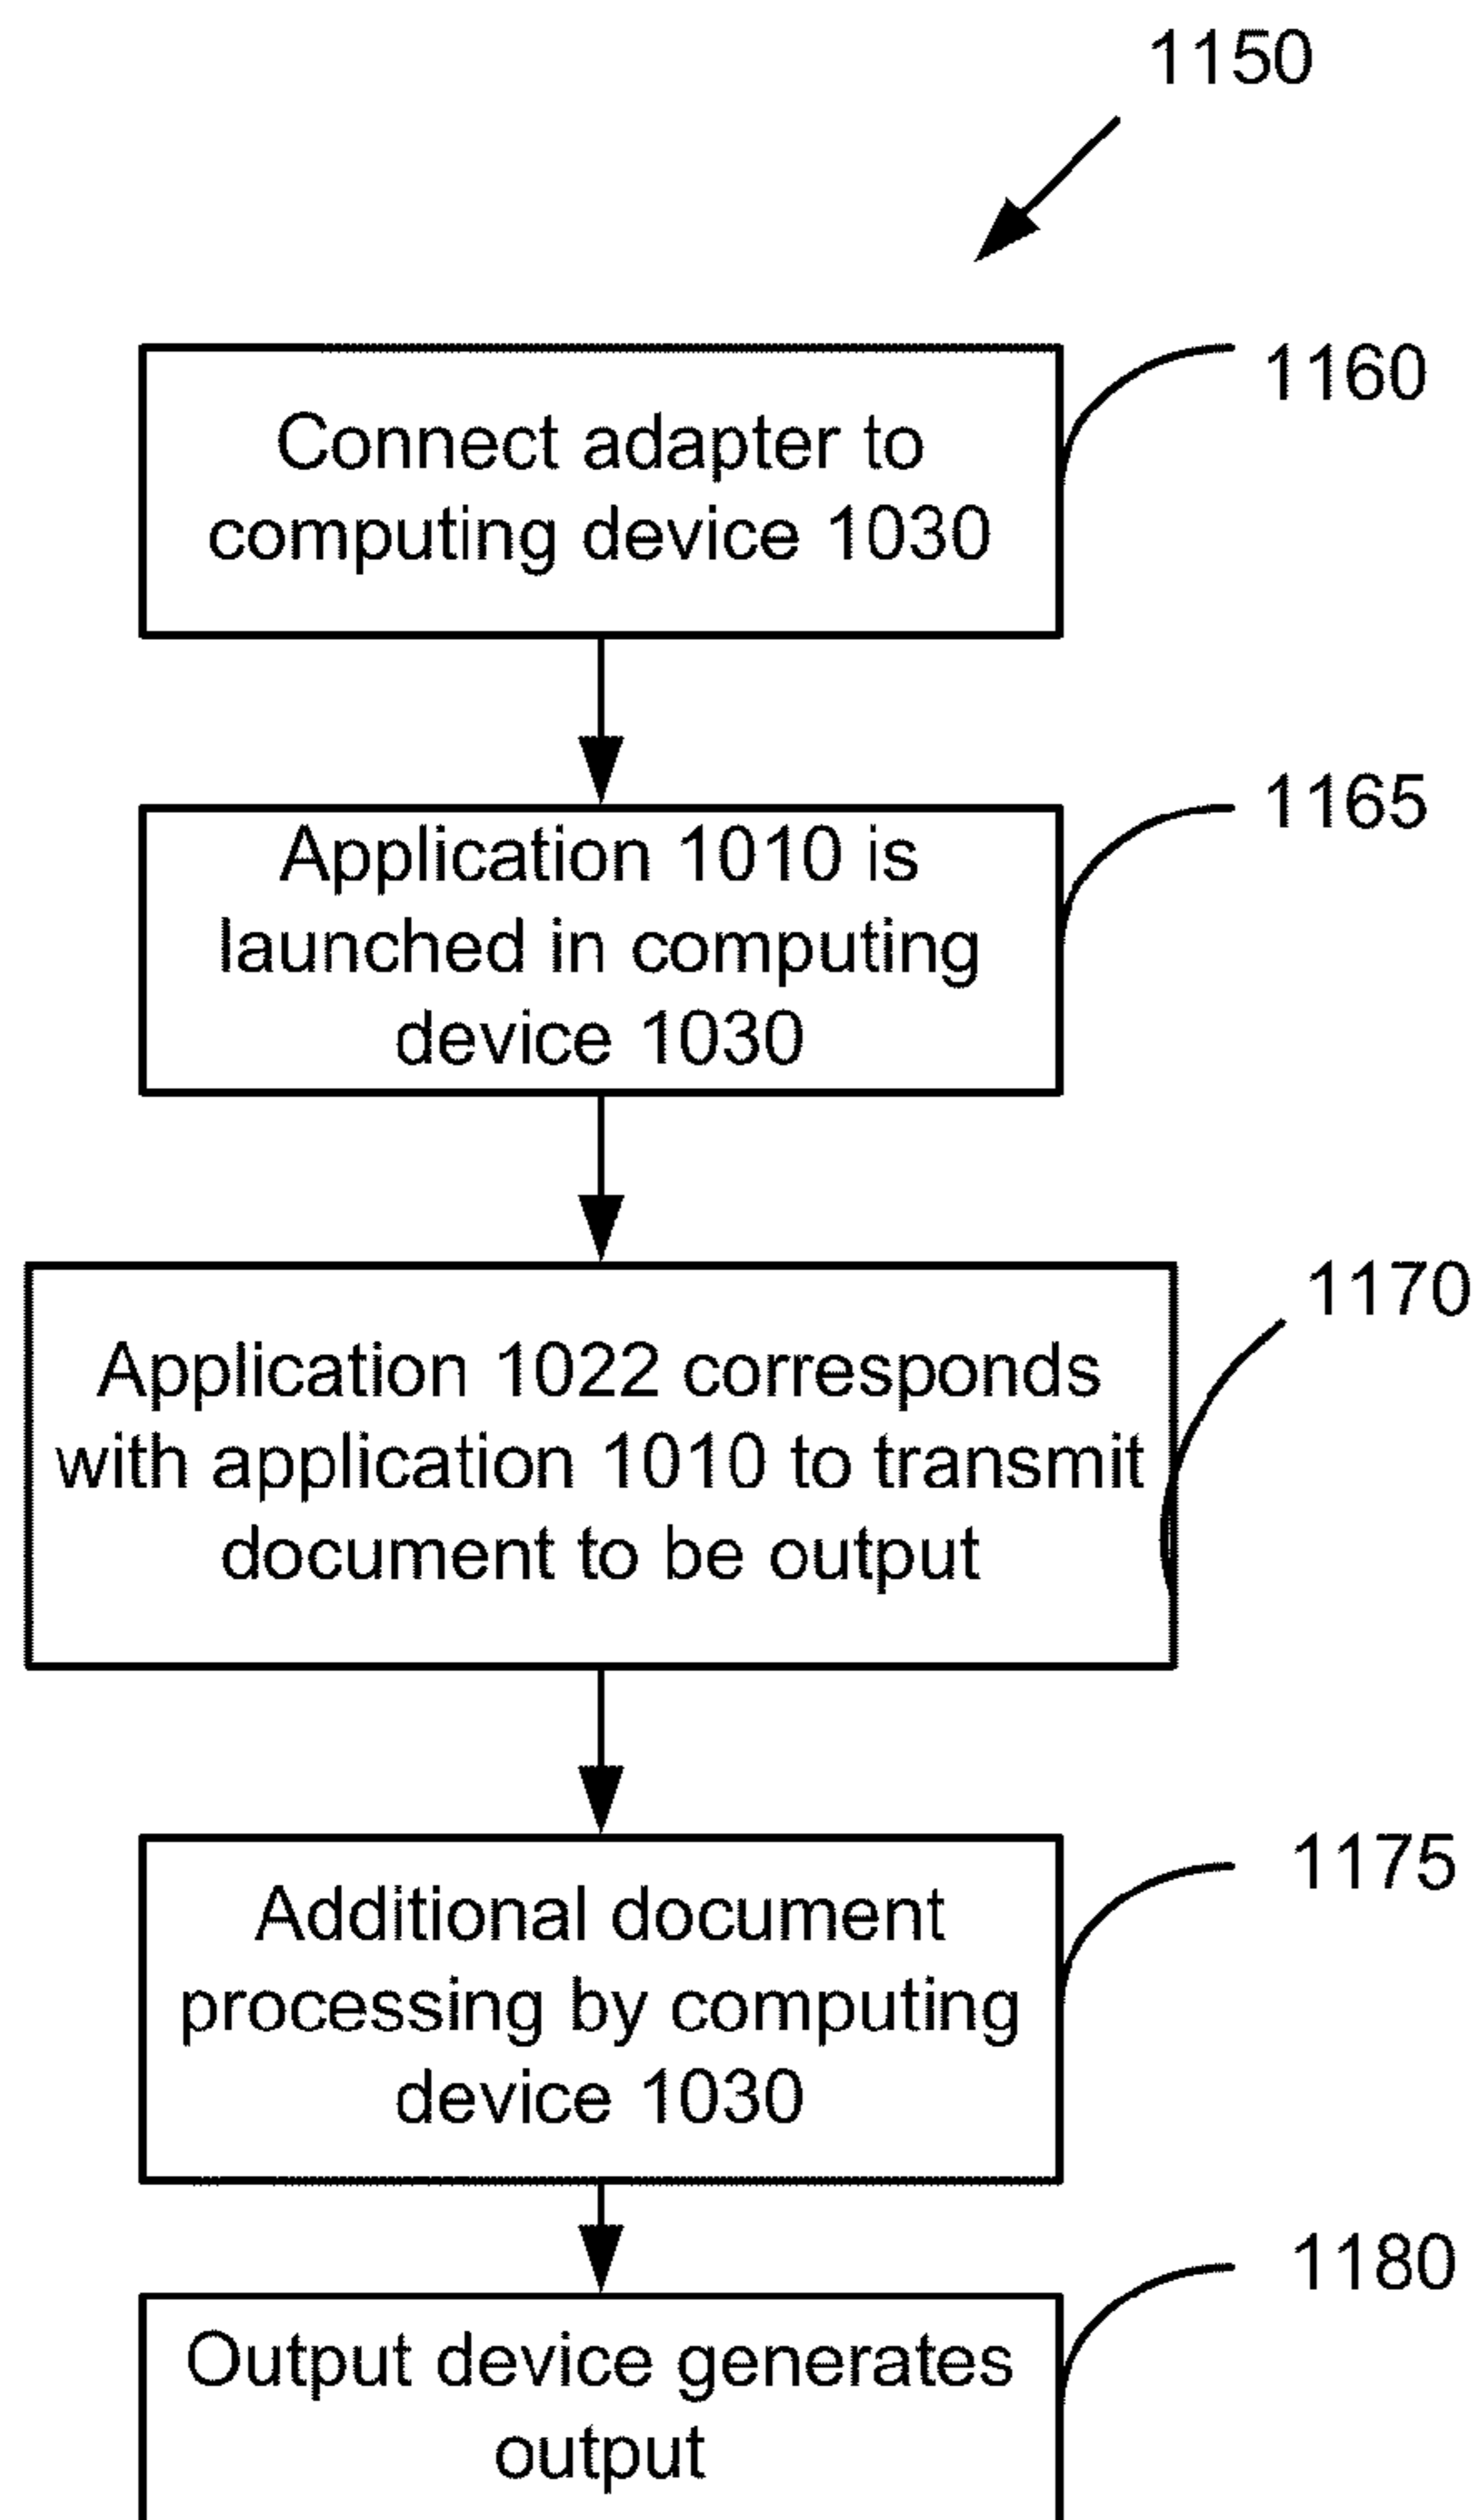 1150
1160
Connect adapter to
computing device 1030
1165
Application 1010 is
launched in computing
device 1030
1170
Application 1022 corresponds
with application 1010 to transmit
document to be output
1175
Additional document
processing by computing
device 1030
1180
Output device generates
output